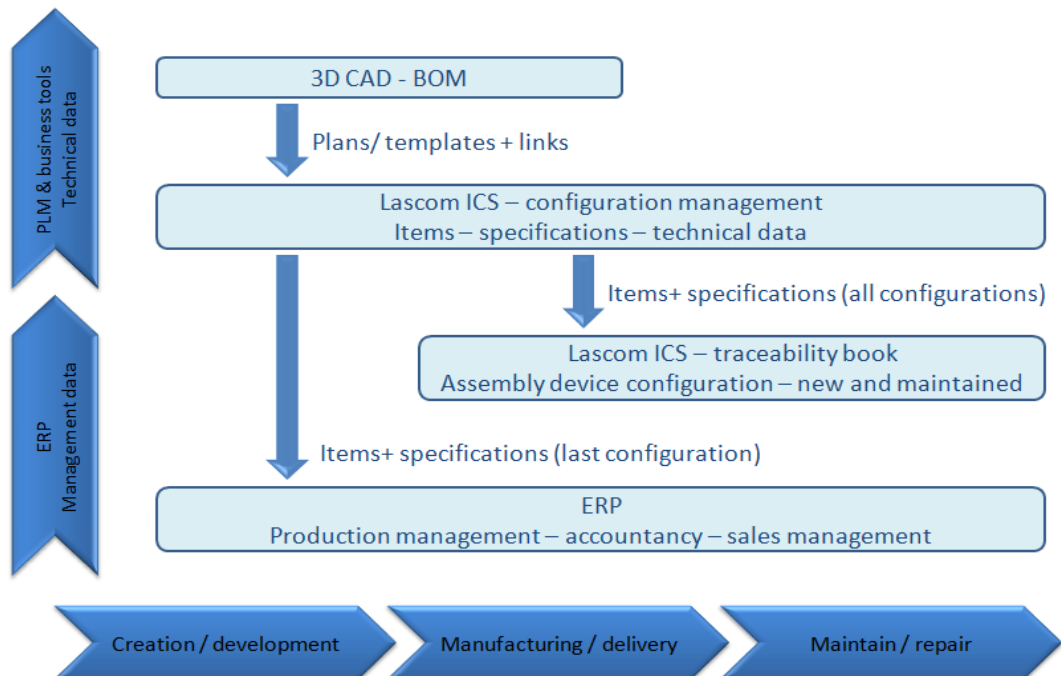 PLM & business tools
Technical data
3D CAD - BOM
Plans/ templates + links
Lascom ICS – configuration management
Items – specifications – technical data
Items+ specifications (all configurations)
ERP
Management data
Lascom ICS – traceability book
Assembly device configuration – new and maintained
Items+ specifications (last configuration)
ERP
Production management – accountancy – sales management
Creation / development
Manufacturing / delivery
Maintain / repair